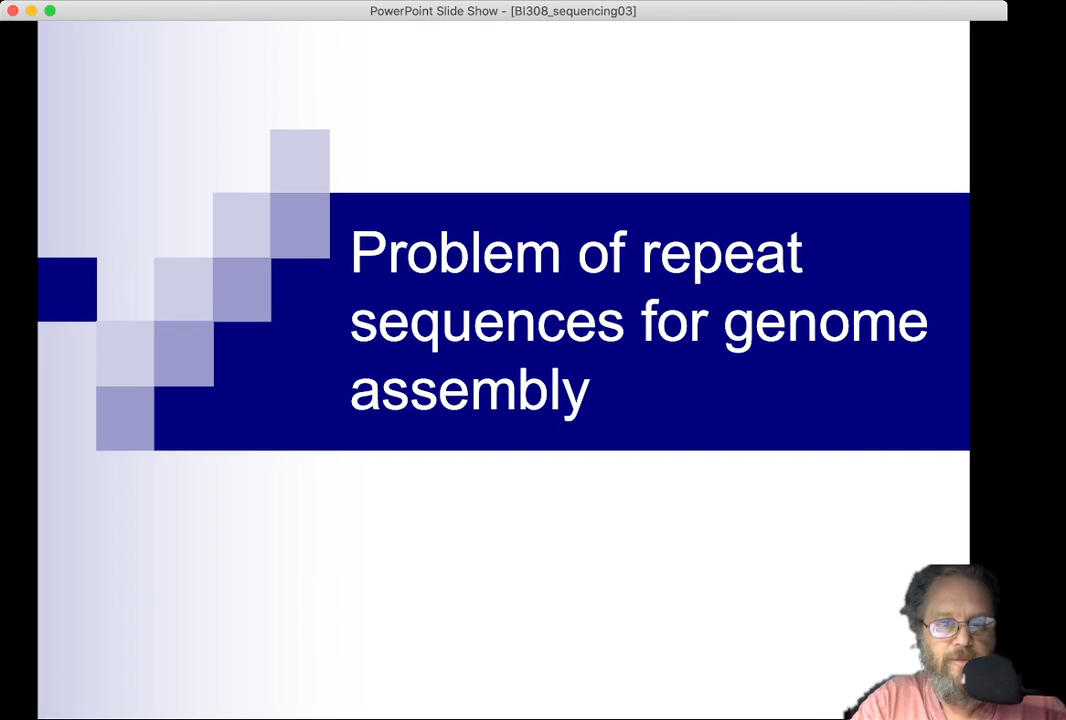 PowerPoint Slide Show - [BI308_sequencing03]
Problem of repeat
sequences for genome
assembly